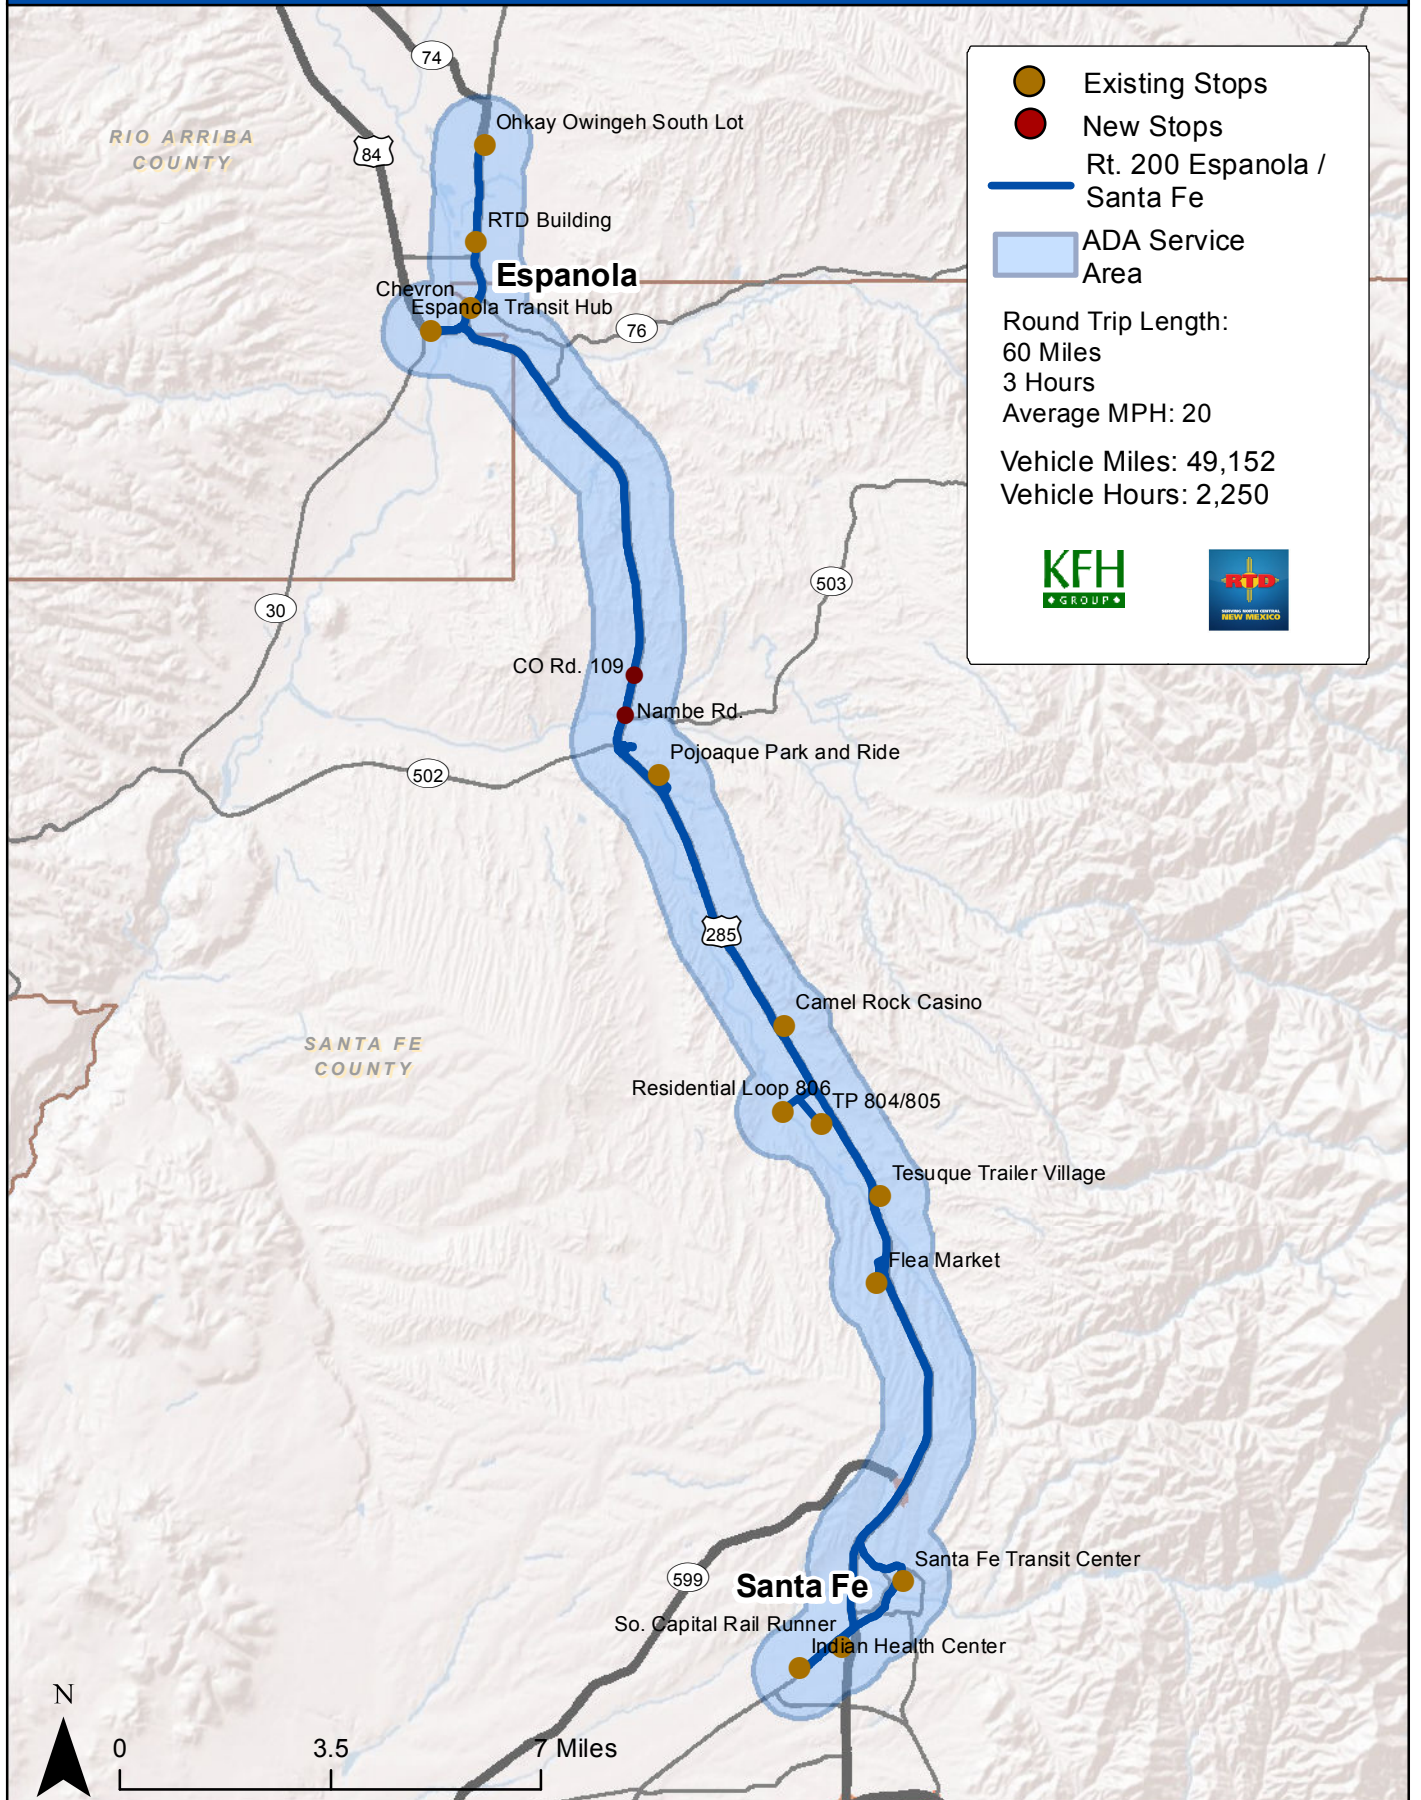 74
Ohkay Owingeh South Lot
RIO ARRIBA
COUNTY
84
RTD Building
Espanola
Chevron
Espanola Transit Hub
76
Existing Stops
New Stops
Rt. 200 Espanola /
Santa Fe
ADA Service
Area
Round Trip Length:
60 Miles
3 Hours
Average MPH: 20
Vehicle Miles: 49,152
Vehicle Hours: 2,250
KFH
GROUP
RTD
SERVING NORTH CENTRAL
NEW MEXICO
503
30
CO Rd. 109
Nambe Rd.
Pojoaque Park and Ride
502
285
Camel Rock Casino
SANTA FE
COUNTY
Residential Loop 806
TP 804/805
Tesuque Trailer Village
Flea Market
Santa Fe Transit Center
599
Santa Fe
So. Capital Rail Runner
Indian Health Center
N
0 3.5 7 Miles